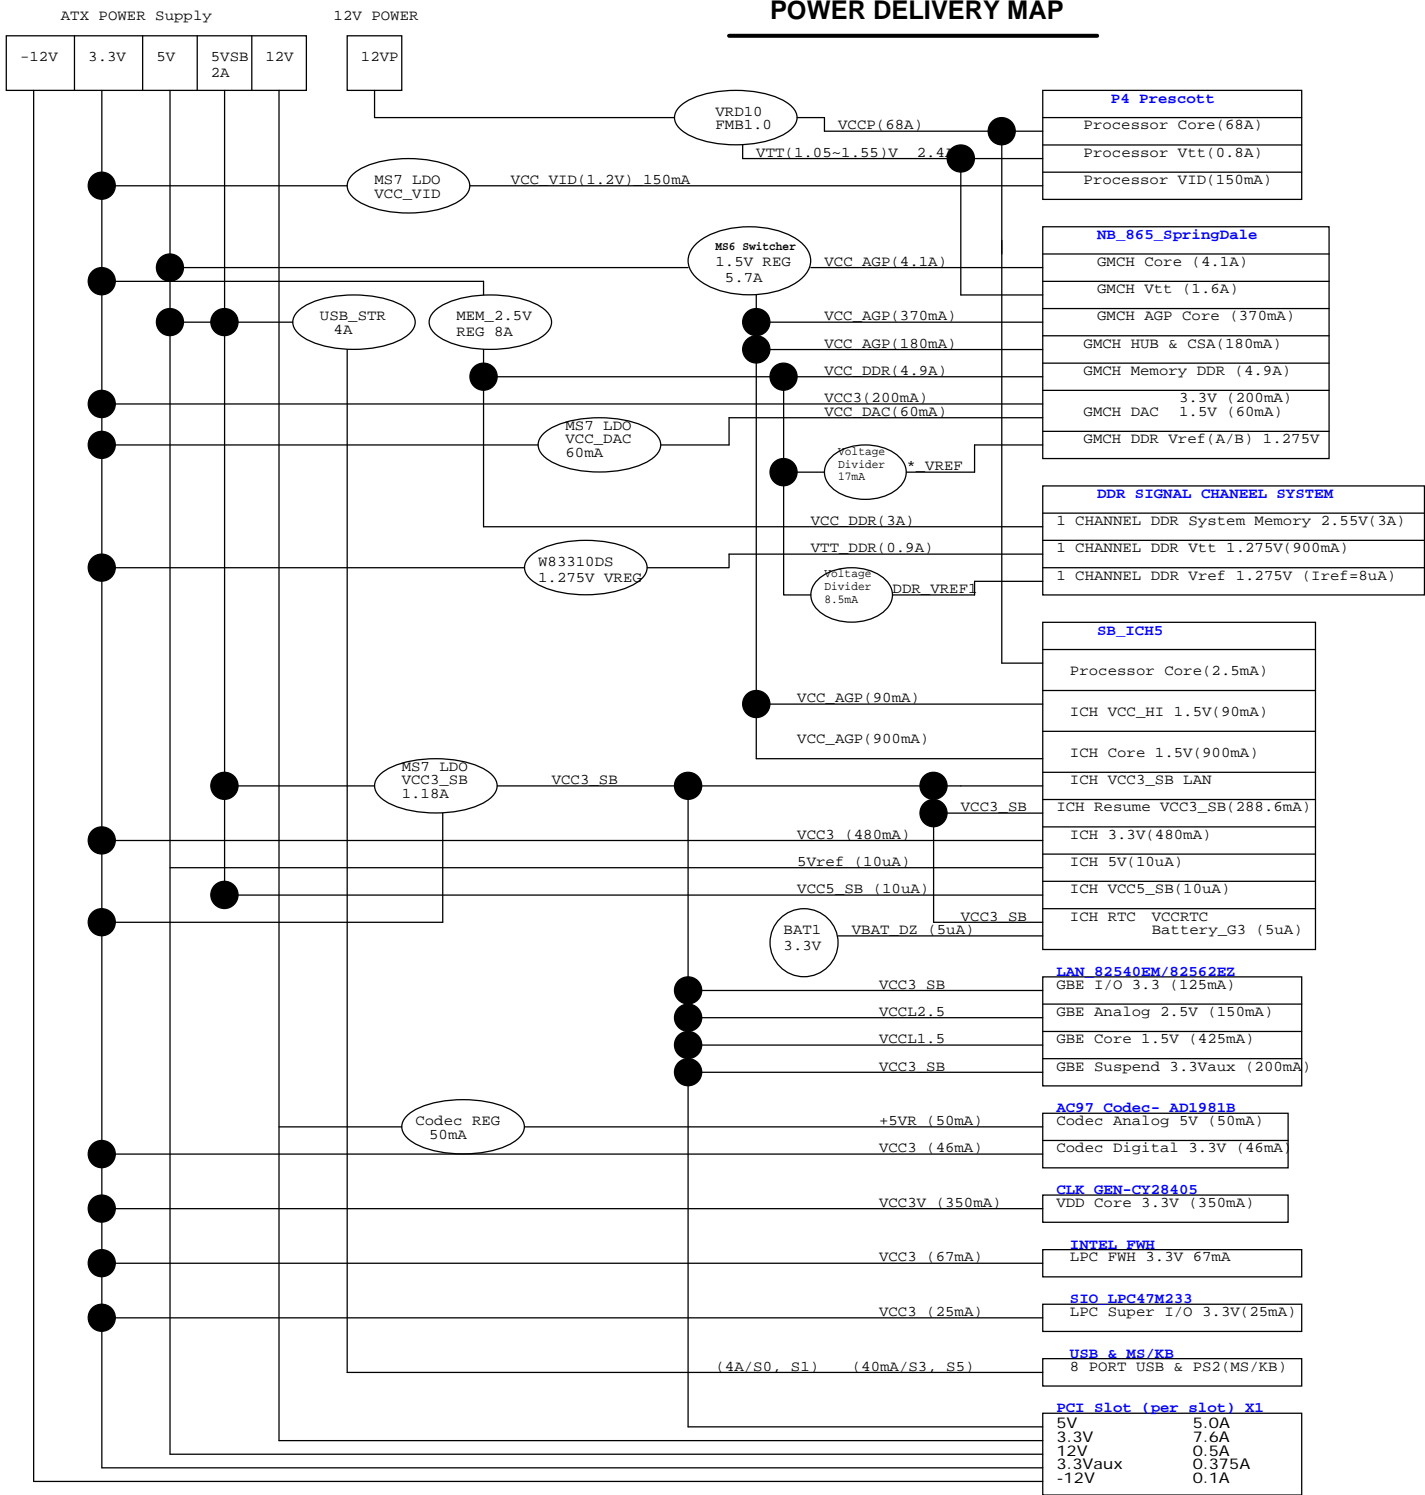 POWER DELIVERY MAP
ATX POWER Supply
12V POWER
-12V
3.3V
5V
5VSB
2A
12V
12VP
VRD10
FMB1.0
VCCP(68A)
VTT(1.05~1.55)V 2.4
P4 Prescott
Processor Core(68A)
Processor Vtt(0.8A)
Processor VID(150mA)
MS7 LDO
VCC_VID
VCC_VID(1.2V)_150mA
MS6 Switcher
1.5V REG
5.7A
VCC_AGP(4.1A)
NB_865_SpringDale
GMCH Core (4.1A)
GMCH Vtt (1.6A)
GMCH AGP Core (370mA)
GMCH HUB & CSA(180mA)
GMCH Memory DDR (4.9A)
3.3V (200mA)
GMCH DAC 1.5V (60mA)
GMCH DDR Vref(A/B) 1.275V
USB_STR
4A
MEM_2.5V
REG 8A
VCC_AGP(370mA)
VCC_AGP(180mA)
VCC_DDR(4.9A)
VCC3(200mA)
VCC_DAC(60mA)
MS7 LDO
VCC_DAC
60mA
Voltage
Divider
17mA
*_VREF
DDR SIGNAL CHANEEL SYSTEM
1 CHANNEL DDR System Memory 2.55V(3A)
1 CHANNEL DDR Vtt 1.275V(900mA)
1 CHANNEL DDR Vref 1.275V (Iref=8uA)
VCC_DDR(3A)
VTT_DDR(0.9A)
W83310DS
1.275V VREG
Voltage
Divider
8.5mA
DDR_VREF1
SB_ICH5
Processor Core(2.5mA)
ICH VCC_HI 1.5V(90mA)
ICH Core 1.5V(900mA)
ICH VCC3_SB LAN
ICH Resume VCC3_SB(288.6mA)
ICH 3.3V(480mA)
ICH 5V(10uA)
ICH VCC5_SB(10uA)
ICH RTC VCCRTC
Battery_G3 (5uA)
VCC_AGP(90mA)
VCC_AGP(900mA)
MS7 LDO
VCC3_SB
1.18A
VCC3_SB
VCC3_SB
VCC3 (480mA)
5Vref (10uA)
VCC5_SB (10uA)
VCC3_SB
BAT1
3.3V
VBAT_DZ (5uA)
LAN_82540EM/82562EZ
GBE I/O 3.3 (125mA)
GBE Analog 2.5V (150mA)
GBE Core 1.5V (425mA)
GBE Suspend 3.3Vaux (200mA)
VCC3_SB
VCCL2.5
VCCL1.5
VCC3_SB
AC97 Codec- AD1981B
Codec Analog 5V (50mA)
Codec Digital 3.3V (46mA)
Codec REG
50mA
+5VR (50mA)
VCC3 (46mA)
CLK GEN-CY28405
VDD Core 3.3V (350mA)
VCC3V (350mA)
INTEL FWH
LPC FWH 3.3V 67mA
VCC3 (67mA)
SIO LPC47M233
LPC Super I/O 3.3V(25mA)
VCC3 (25mA)
USB & MS/KB
8 PORT USB & PS2(MS/KB)
(4A/S0, S1) (40mA/S3, S5)
PCI Slot (per slot) X1
5V 5.0A
3.3V 7.6A
12V 0.5A
3.3Vaux 0.375A
-12V 0.1A